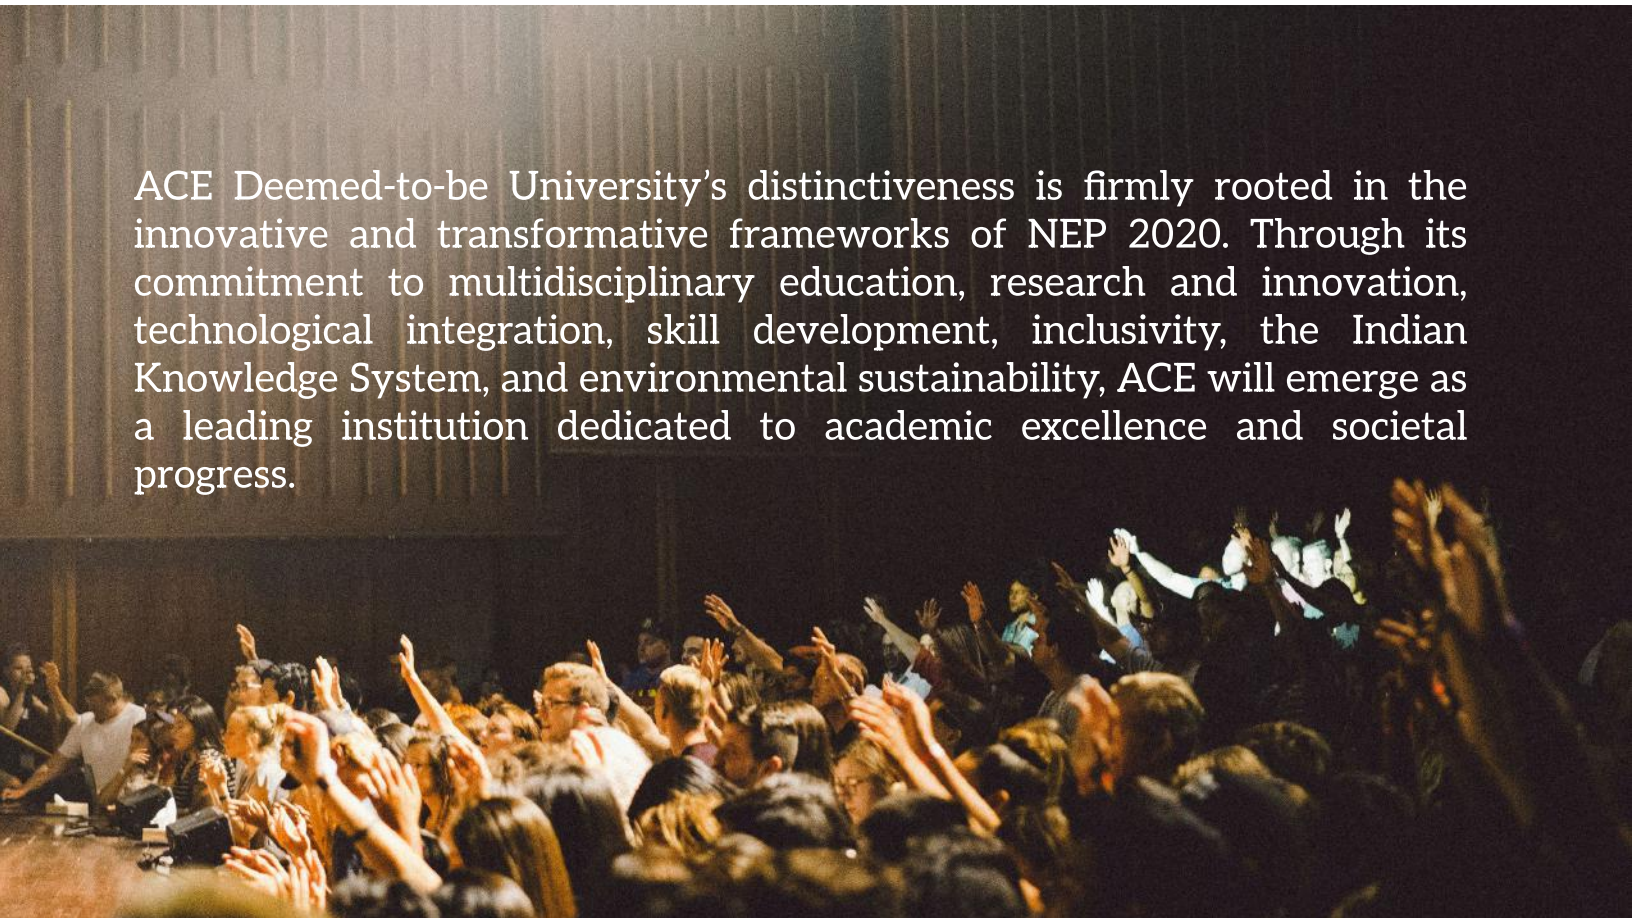 ACE Deemed-to-be University’s distinctiveness is firmly rooted in the
innovative and transformative frameworks of NEP 2020. Through its
commitment to multidisciplinary education, research and innovation,
technological integration, skill development, inclusivity, the Indian
Knowledge System, and environmental sustainability, ACE will emerge as
a leading institution dedicated to academic excellence and societal
progress.